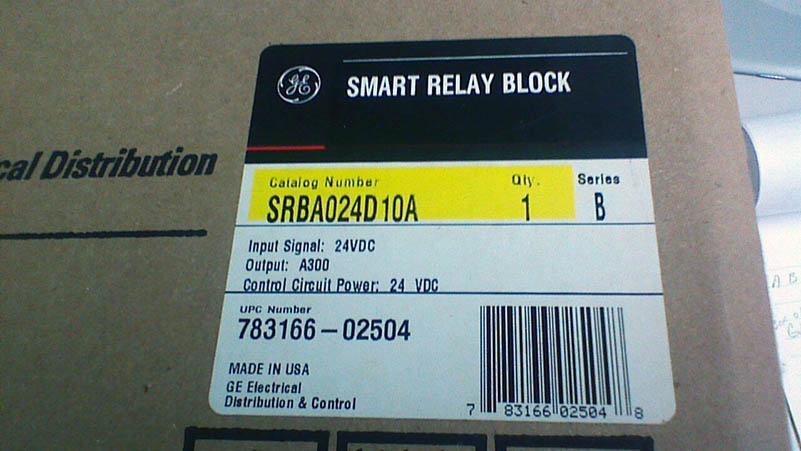 GE
SMART RELAY BLOCK
cal Distribution
Catalog Number Qty. Series
SRBA024D10A 1 B
Input Signal: 24VDC
Output: A300
Control Circuit Power: 24 VDC
UPC Number
783166-02504
MADE IN USA
GE Electrical
Distribution & Control
7 83166 02504 8